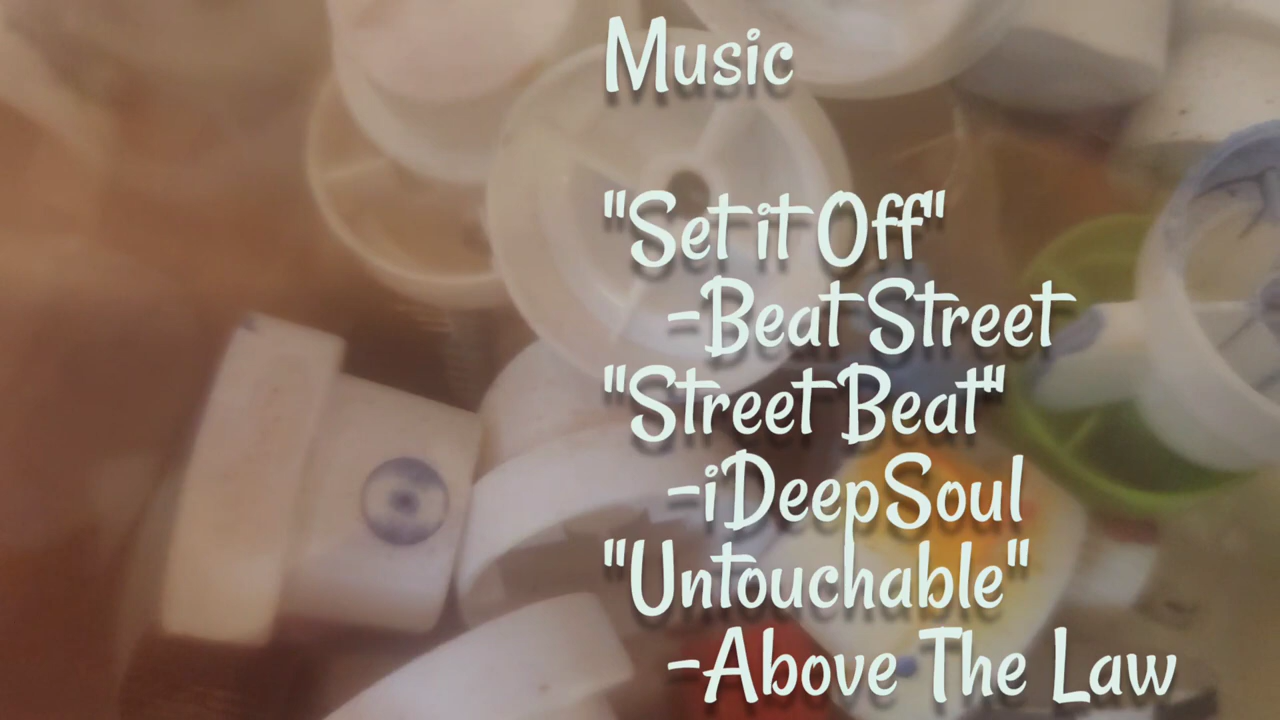 Music
"Set it Off"
-Beat Street
"Street Beat"
-iDeepSoul
"Untouchable"
-Above The Law